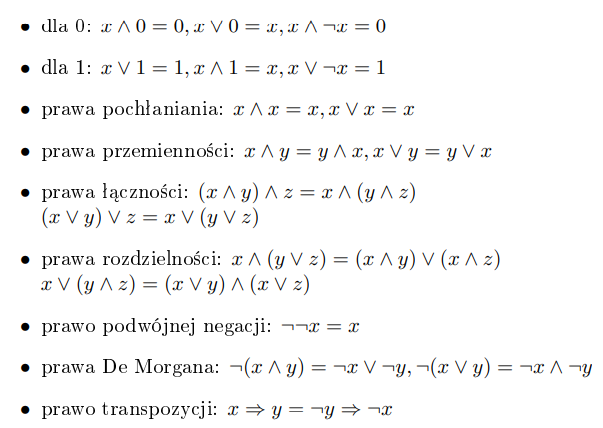 • dla 0: x ∧ 0 = 0, x ∨ 0 = x, x ∧ ¬x = 0
• dla 1: x ∨ 1 = 1, x ∧ 1 = x, x ∨ ¬x = 1
• prawa pochłaniania: x ∧ x = x, x ∨ x = x
• prawa przemienności: x ∧ y = y ∧ x, x ∨ y = y ∨ x
• prawa łączności: (x ∧ y) ∧ z = x ∧ (y ∧ z)
(x ∨ y) ∨ z = x ∨ (y ∨ z)
• prawa rozdzielności: x ∧ (y ∨ z) = (x ∧ y) ∨ (x ∧ z)
x ∨ (y ∧ z) = (x ∨ y) ∧ (x ∨ z)
• prawo podwójnej negacji: ¬¬x = x
• prawa De Morgana: ¬(x ∧ y) = ¬x ∨ ¬y, ¬(x ∨ y) = ¬x ∧ ¬y
• prawo transpozycji: x ⇒ y = ¬y ⇒ ¬x